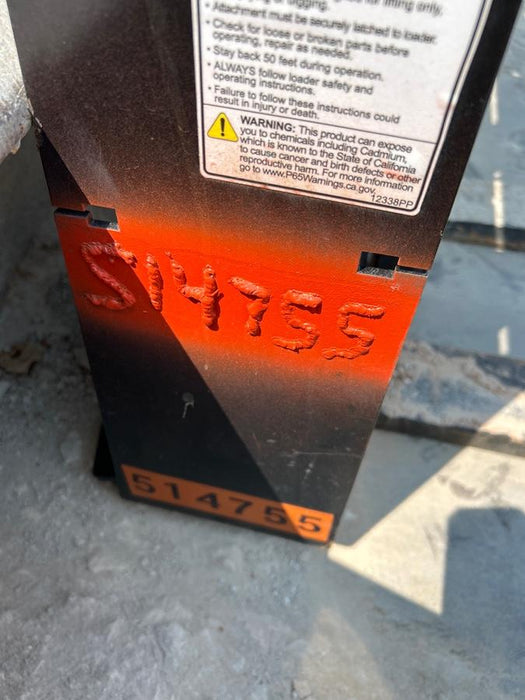 for lifting only.
• Attachment must be securely latched to loader.
• Check for loose or broken parts before
operating, repair as needed.
• Stay back 50 feet during operation.
• ALWAYS follow loader safety and
operating instructions.
• Failure to follow these instructions could
result in injury or death.
WARNING: This product can expose
you to chemicals including Cadmium,
which is known to the State of California
to cause cancer and birth defects or other
reproductive harm. For more information
go to www.P65Warnings.ca.gov
12338PP
514755
514755